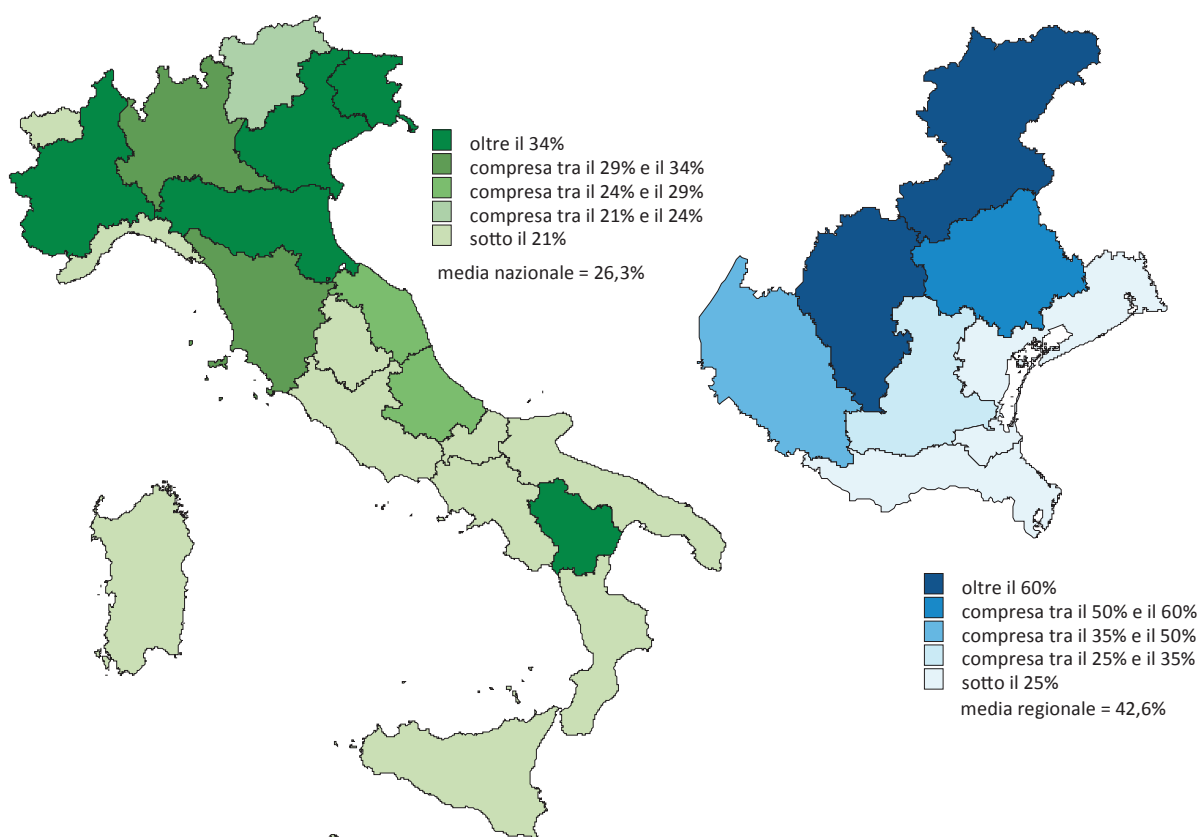 oltre il 34%
compresa tra il 29% e il 34%
compresa tra il 24% e il 29%
compresa tra il 21% e il 24%
sotto il 21%
media nazionale = 26,3%
oltre il 60%
compresa tra il 50% e il 60%
compresa tra il 35% e il 50%
compresa tra il 25% e il 35%
sotto il 25%
media regionale = 42,6%